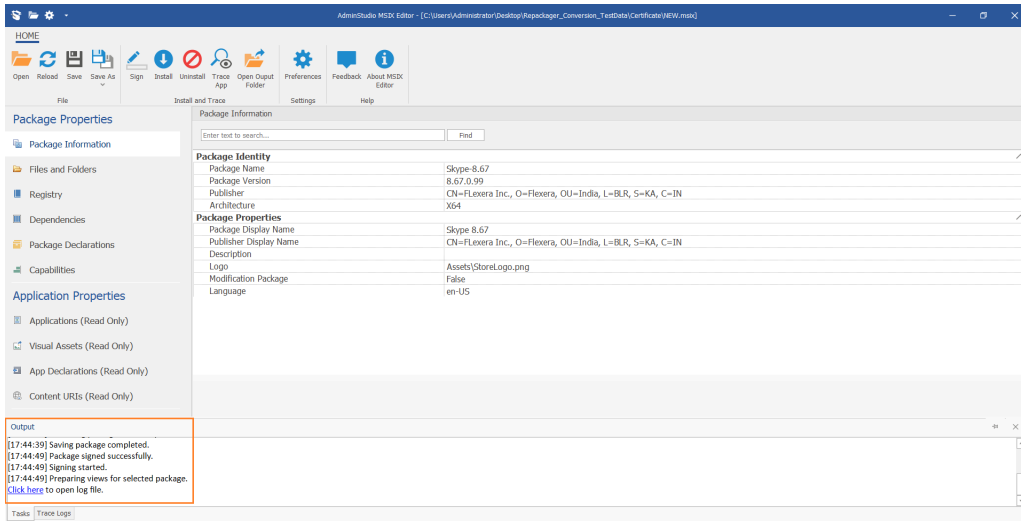 AdminStudio MSIX Editor - [C:\Users\Administrator\Desktop\Repackager_Conversion_TestData\Certificate\NEW.msix]
HOME
Open Reload Save Save As Sign Install Uninstall Trace App Open Ouput Folder Preferences Feedback About MSIX Editor
File Install and Trace Settings Help
Package Properties
Package Information
Files and Folders
Registry
Dependencies
Package Declarations
Capabilities
Application Properties
Applications (Read Only)
Visual Assets (Read Only)
App Declarations (Read Only)
Content URIs (Read Only)
Package Information
Enter text to search... Find
Package Identity
Package Name Skype-8.67
Package Version 8.67.0.99
Publisher CN=FLexera Inc., O=Flexera, OU=India, L=BLR, S=KA, C=IN
Architecture X64
Package Properties
Package Display Name Skype 8.67
Publisher Display Name CN=FLexera Inc., O=Flexera, OU=India, L=BLR, S=KA, C=IN
Description
Logo Assets\StoreLogo.png
Modification Package False
Language en-US
Output
[17:44:39] Saving package completed.
[17:44:49] Package signed successfully.
[17:44:49] Signing started.
[17:44:49] Preparing views for selected package.
Click here to open log file.
Tasks Trace Logs